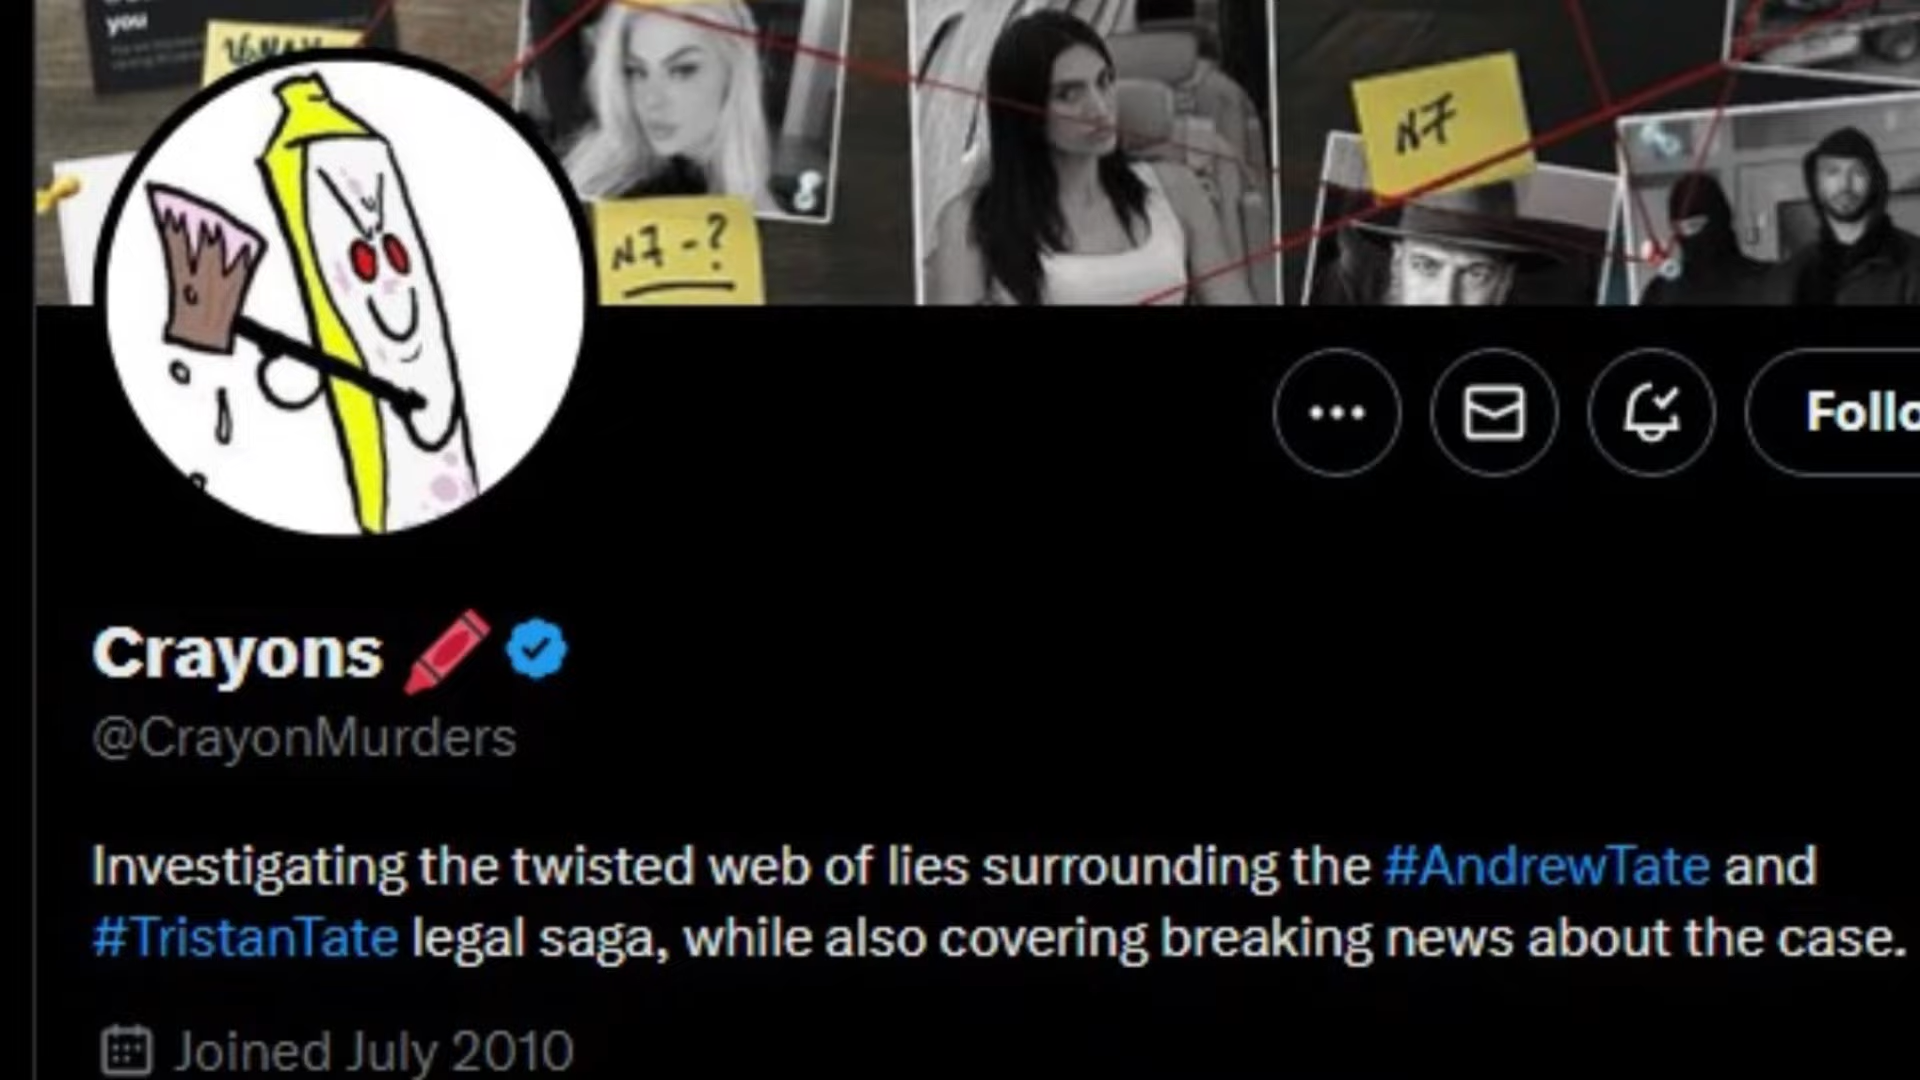 you
N7
N7 - ?
Follo
Crayons
@CrayonMurders
Investigating the twisted web of lies surrounding the #AndrewTate and
#TristanTate legal saga, while also covering breaking news about the case.
Joined July 2010